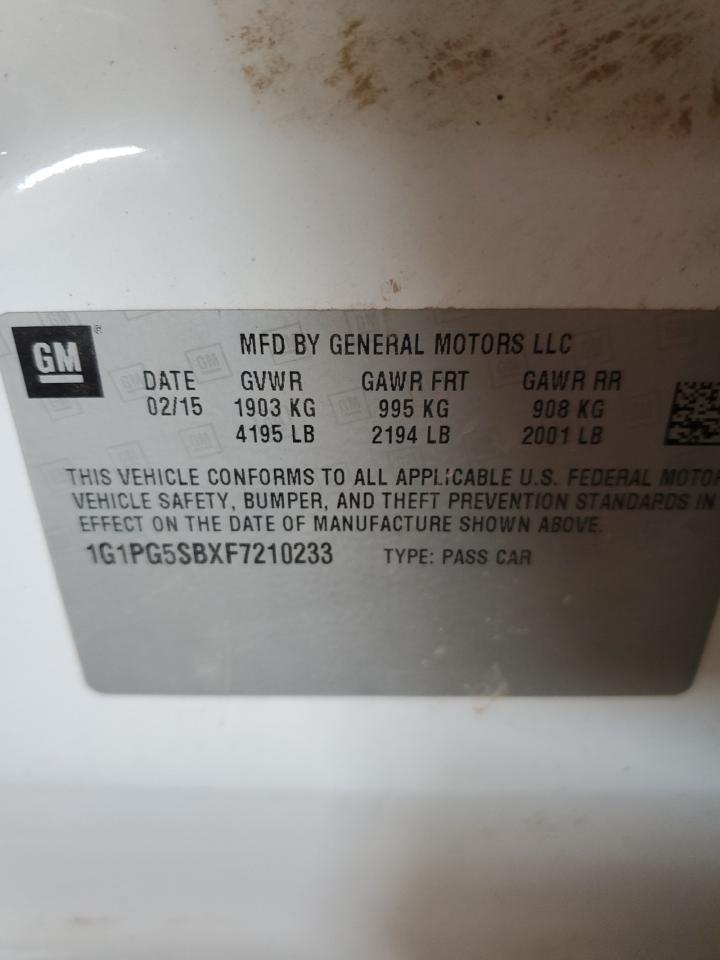 GM®
MFD BY GENERAL MOTORS LLC
DATE GVWR GAWR FRT GAWR RR
02/15 1903 KG 995 KG 908 KG
4195 LB 2194 LB 2001 LB
THIS VEHICLE CONFORMS TO ALL APPLICABLE U.S. FEDERAL MOTOR
VEHICLE SAFETY, BUMPER, AND THEFT PREVENTION STANDARDS IN
EFFECT ON THE DATE OF MANUFACTURE SHOWN ABOVE.
1G1PG5SBXF7210233 TYPE: PASS CAR